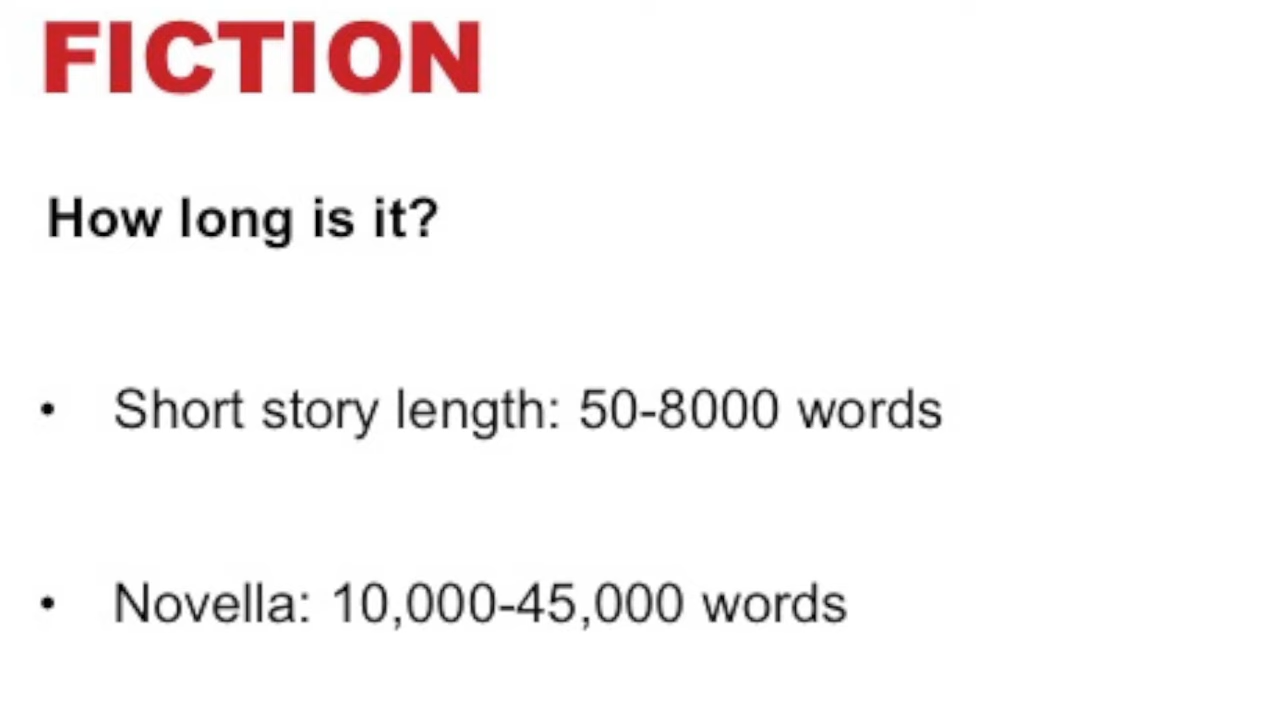 FICTION
How long is it?
• Short story length: 50-8000 words
• Novella: 10,000-45,000 words